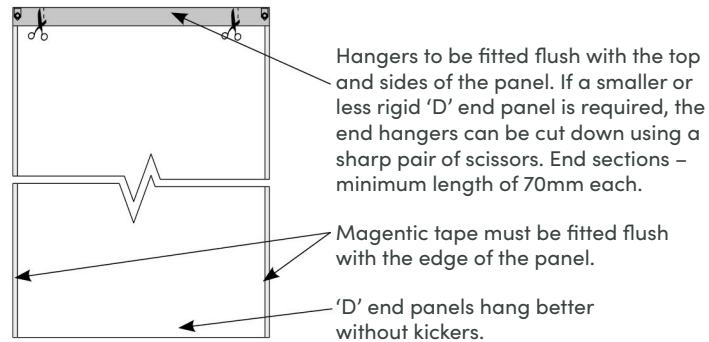 Hangers to be fitted flush with the top
and sides of the panel. If a smaller or
less rigid ‘D’ end panel is required, the
end hangers can be cut down using a
sharp pair of scissors. End sections –
minimum length of 70mm each.
Magentic tape must be fitted flush
with the edge of the panel.
‘D’ end panels hang better
without kickers.